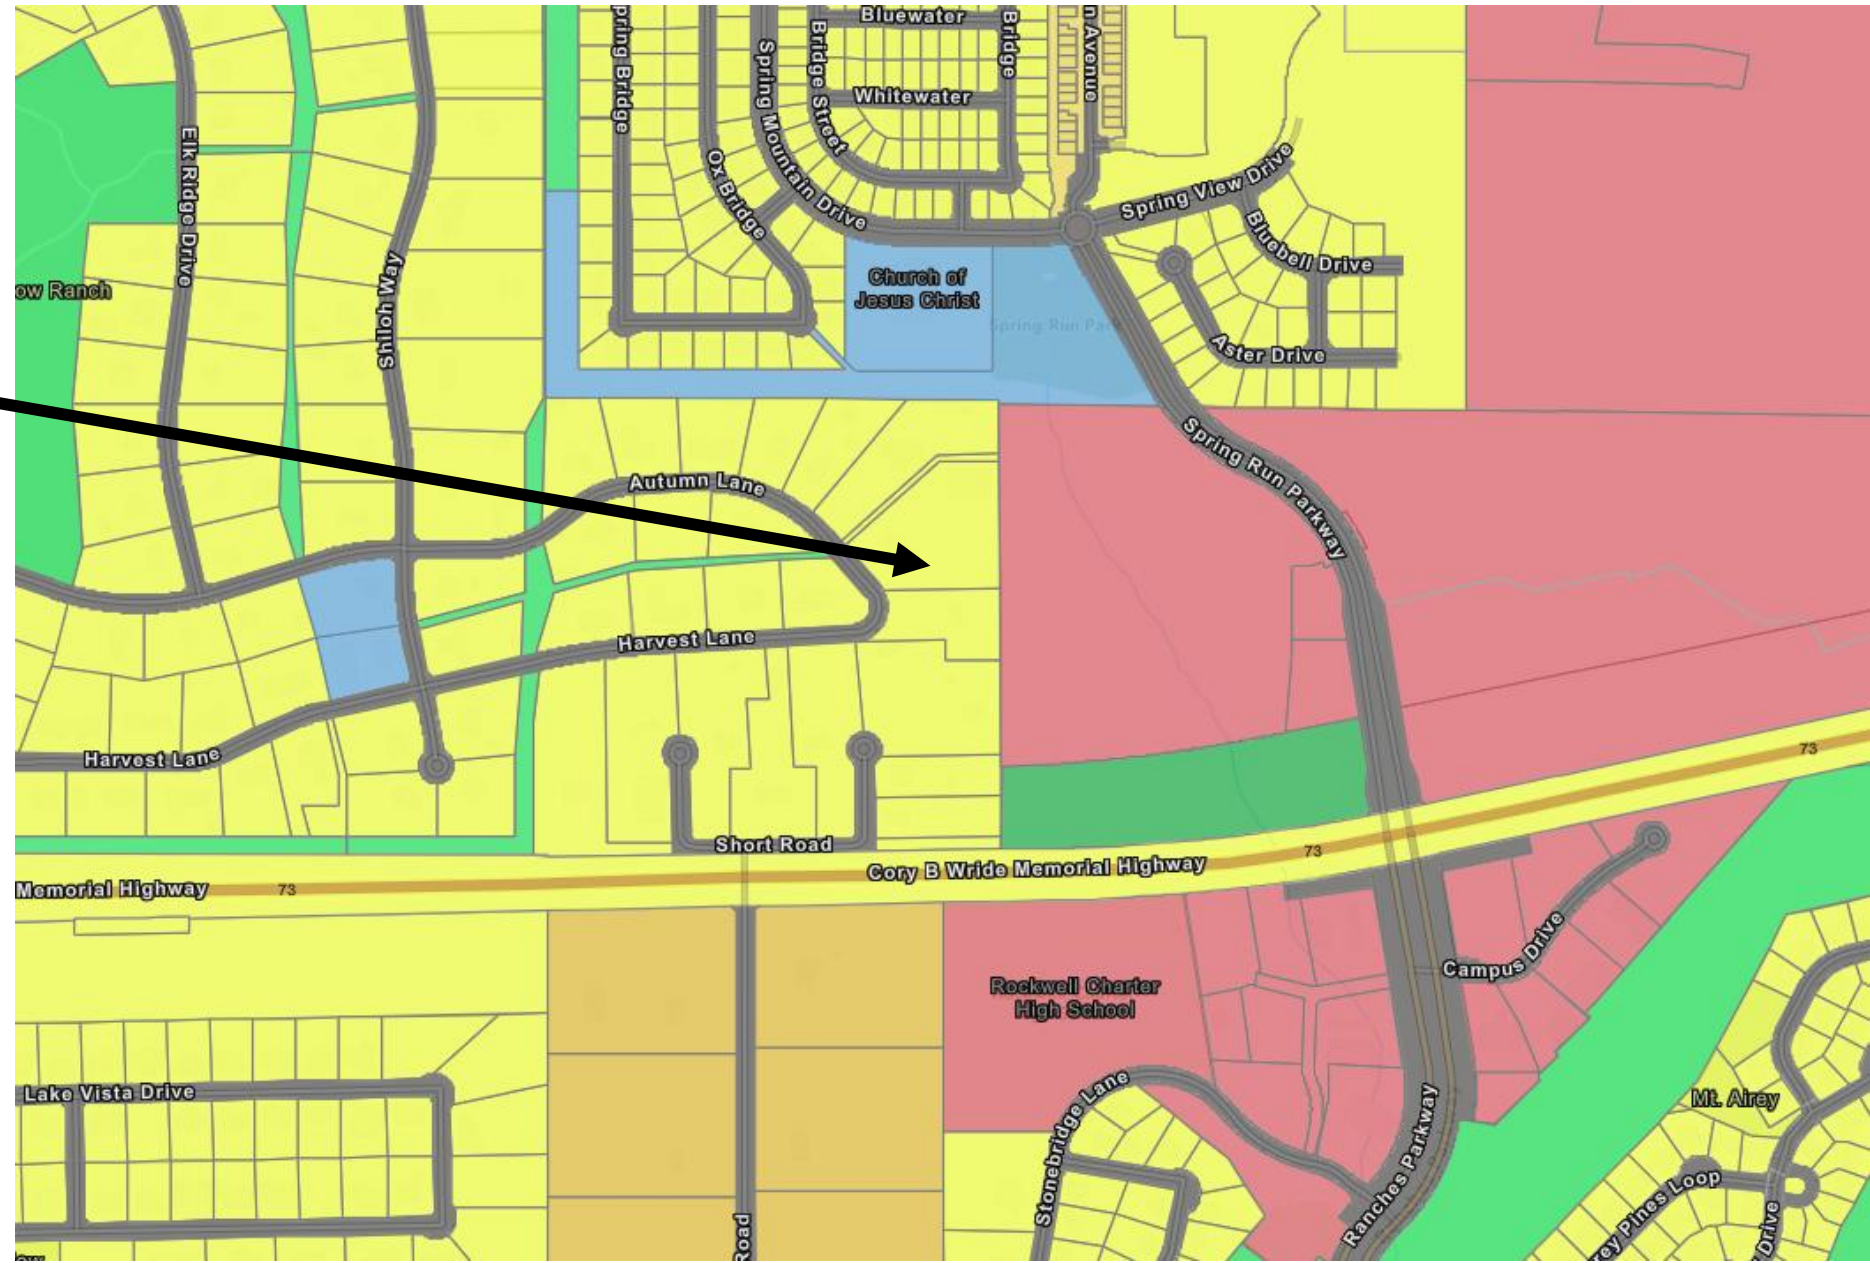 Bluewater
Bridge
n Avenue
pring Bridge
Spring Mountain Drive
Bridge Street
Whitewater
Elk Ridge Drive
Ox Bridge
Spring View Drive
Bluebell Drive
Shiloh Way
ow Ranch
Church of
Jesus Christ
Spring Run Park
Aster Drive
Spring Run Parkway
Autumn Lane
Harvest Lane
Harvest Lane
73
Short Road
73
Cory B Wride Memorial Highway
Memorial Highway
73
Campus Drive
Rockwell Charter
High School
Lake Vista Drive
Stonebridge Lane
Mt. Airey
Ranches Parkway
rey Pines Loop
Drive
Road